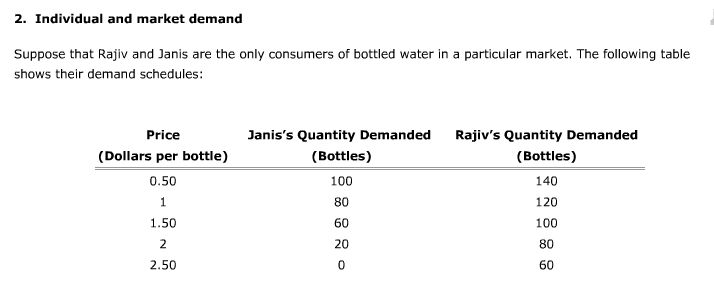 2. Individual and market demand
Suppose that Rajiv and Janis are the only consumers of bottled water in a particular market. The following table
shows their demand schedules:
Price Janis's Quantity Demanded Rajiv's Quantity Demanded
(Dollars per bottle) (Bottles) (Bottles)
0.50 100 140
1 80 120
1.50 60 100
2 20 80
2.50 0 60